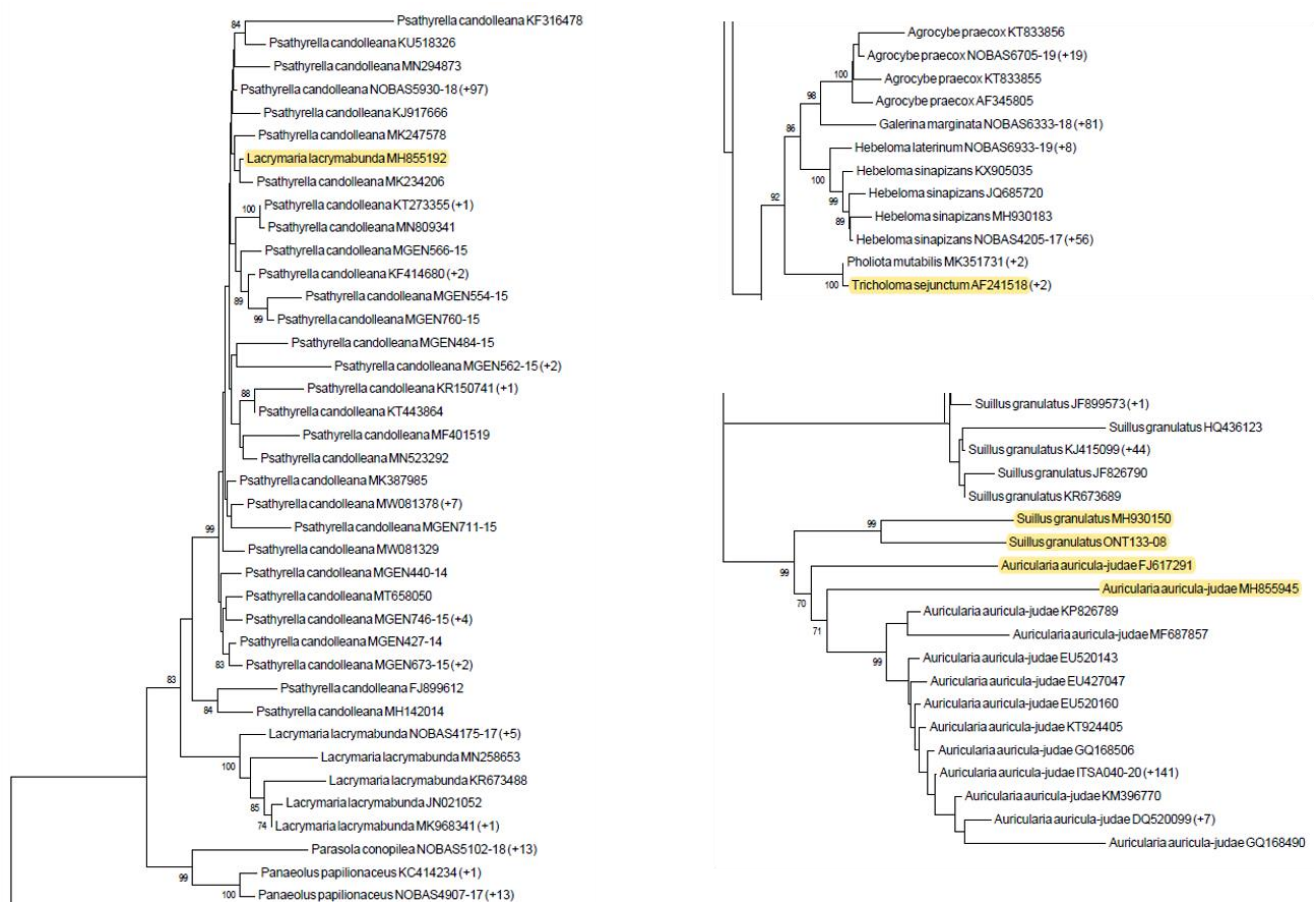 84
Psathyrella candolleana KF316478
Psathyrella candolleana KU518326
Psathyrella candolleana MN294873
Psathyrella candolleana NOBAS5930-18 (+97)
Psathyrella candolleana KJ917666
Psathyrella candolleana MK247578
Lacrymaria lacrymabunda MH855192
Psathyrella candolleana MK234206
Psathyrella candolleana KT273355 (+1)
100
Psathyrella candolleana MN809341
Psathyrella candolleana MGEN566-15
Psathyrella candolleana KF414680 (+2)
89
Psathyrella candolleana MGEN554-15
99
Psathyrella candolleana MGEN760-15
Psathyrella candolleana MGEN484-15
Psathyrella candolleana MGEN562-15 (+2)
88
Psathyrella candolleana KR150741 (+1)
Psathyrella candolleana KT443864
Psathyrella candolleana MF401519
Psathyrella candolleana MN523292
Psathyrella candolleana MK387985
Psathyrella candolleana MW081378 (+7)
99
Psathyrella candolleana MGEN711-15
Psathyrella candolleana MW081329
Psathyrella candolleana MGEN440-14
Psathyrella candolleana MT658050
Psathyrella candolleana MGEN746-15 (+4)
Psathyrella candolleana MGEN427-14
83
Psathyrella candolleana MGEN673-15 (+2)
83
Psathyrella candolleana FJ899612
84
Psathyrella candolleana MH142014
Lacrymaria lacrymabunda NOBAS4175-17 (+5)
100
Lacrymaria lacrymabunda MN258653
Lacrymaria lacrymabunda KR673488
85
Lacrymaria lacrymabunda JN021052
74
Lacrymaria lacrymabunda MK968341 (+1)
Parasola conopilea NOBAS5102-18 (+13)
99
Panaeolus papilionaceus KC414234 (+1)
100
Panaeolus papilionaceus NOBAS4907-17 (+13)
Agrocybe praecox KT833856
Agrocybe praecox NOBAS6705-19 (+19)
100
Agrocybe praecox KT833855
98
Agrocybe praecox AF345805
Galerina marginata NOBAS6333-18 (+81)
86
Hebeloma laterinum NOBAS6933-19 (+8)
100
Hebeloma sinapizans KX905035
92
Hebeloma sinapizans JQ685720
99
Hebeloma sinapizans MH930183
89
Hebeloma sinapizans NOBAS4205-17 (+56)
Pholiota mutabilis MK351731 (+2)
100
Tricholoma sejunctum AF241518 (+2)
Suillus granulatus JF899573 (+1)
Suillus granulatus HQ436123
Suillus granulatus KJ415099 (+44)
Suillus granulatus JF826790
Suillus granulatus KR673689
Suillus granulatus MH930150
99
Suillus granulatus ONT133-08
99
Auricularia auricula-judae FJ617291
70
Auricularia auricula-judae MH855945
Auricularia auricula-judae KP826789
71
Auricularia auricula-judae MF687857
99
Auricularia auricula-judae EU520143
Auricularia auricula-judae EU427047
Auricularia auricula-judae EU520160
Auricularia auricula-judae KT924405
Auricularia auricula-judae GQ168506
Auricularia auricula-judae ITSA040-20 (+141)
Auricularia auricula-judae KM396770
Auricularia auricula-judae DQ520099 (+7)
Auricularia auricula-judae GQ168490